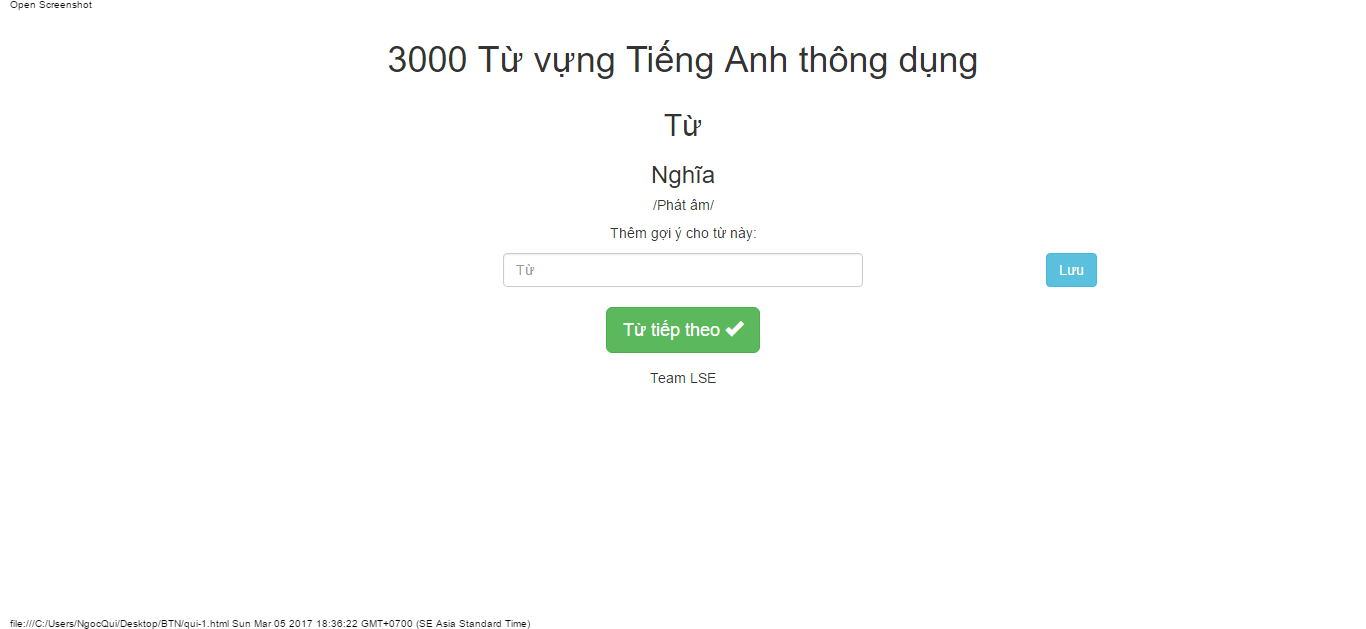 Open Screenshot
3000 Từ vựng Tiếng Anh thông dụng
Từ
Nghĩa
/Phát âm/
Thêm gợi ý cho từ này:
Từ
Lưu
Từ tiếp theo
Team LSE
file:///C:/Users/NgocQui/Desktop/BTN/qui-1.html Sun Mar 05 2017 18:36:22 GMT+0700 (SE Asia Standard Time)